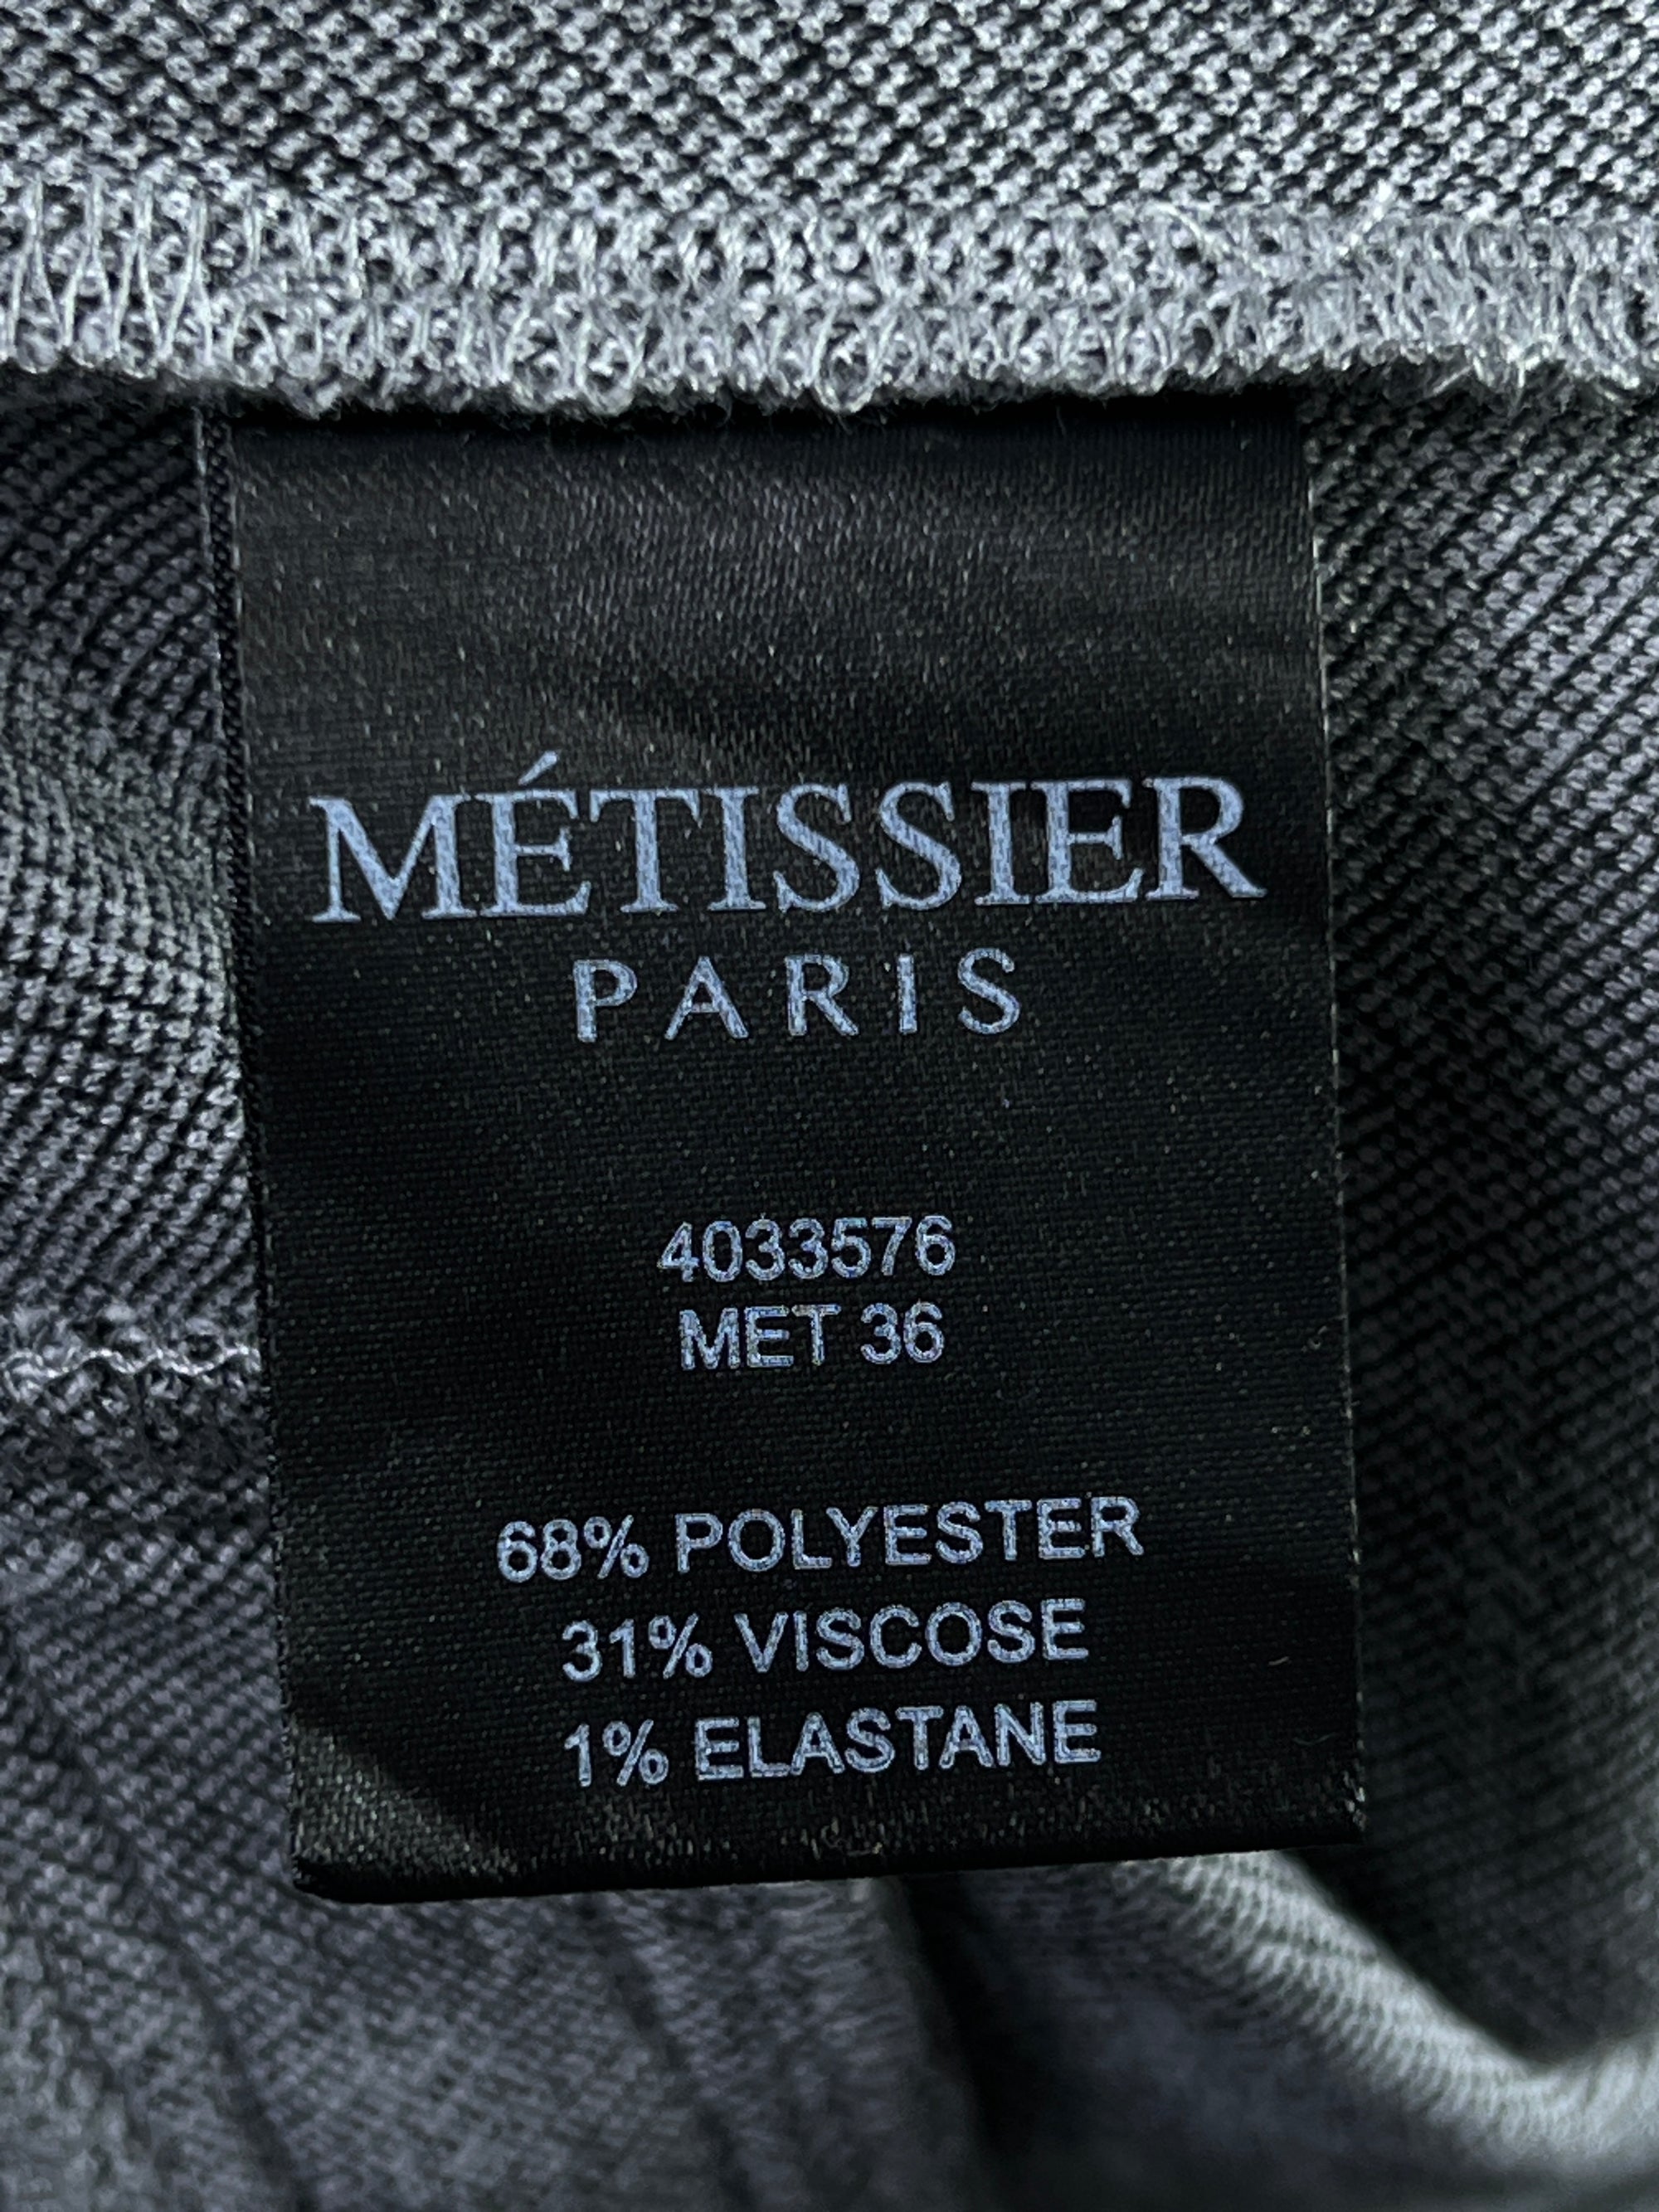 MÉTISSIER
PARIS
4033576
MET 36
68% POLYESTER
31% VISCOSE
1% ELASTANE